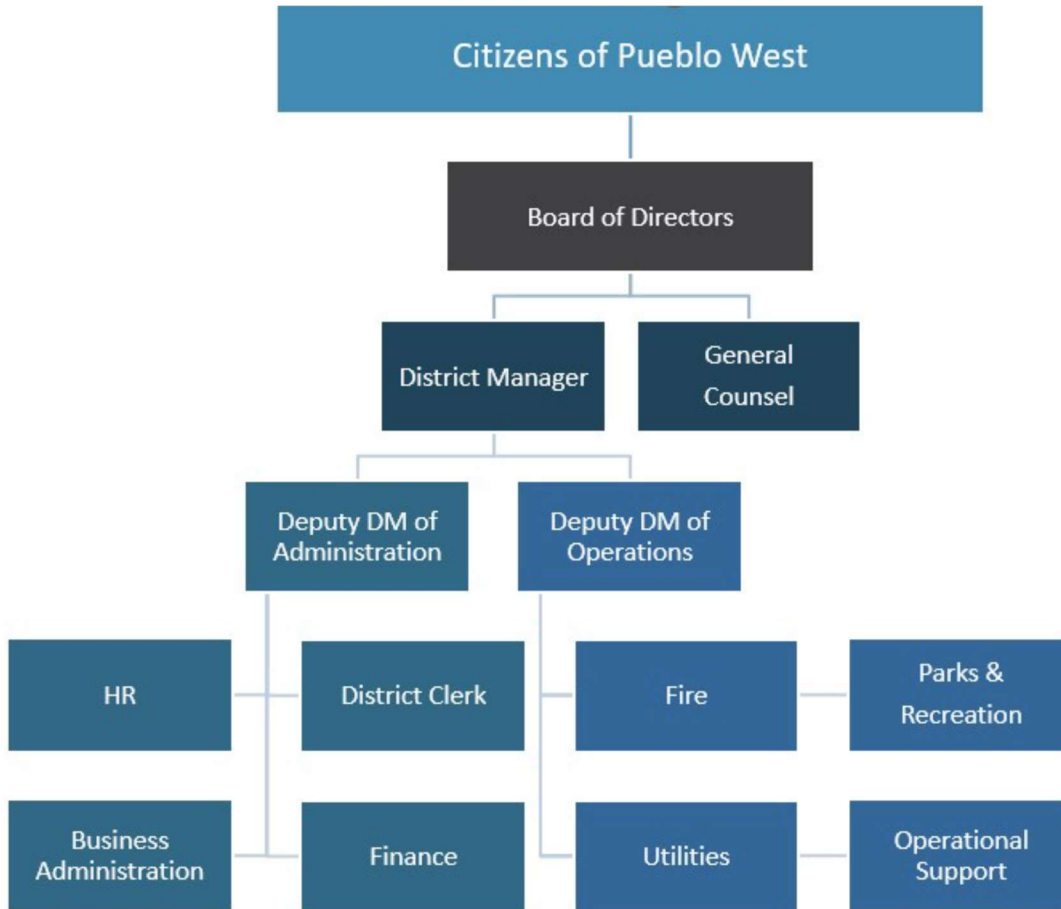 Citizens of Pueblo West
Board of Directors
District Manager
General
Counsel
Deputy DM of
Administration
Deputy DM of
Operations
HR
District Clerk
Fire
Parks &
Recreation
Business
Administration
Finance
Utilities
Operational
Support